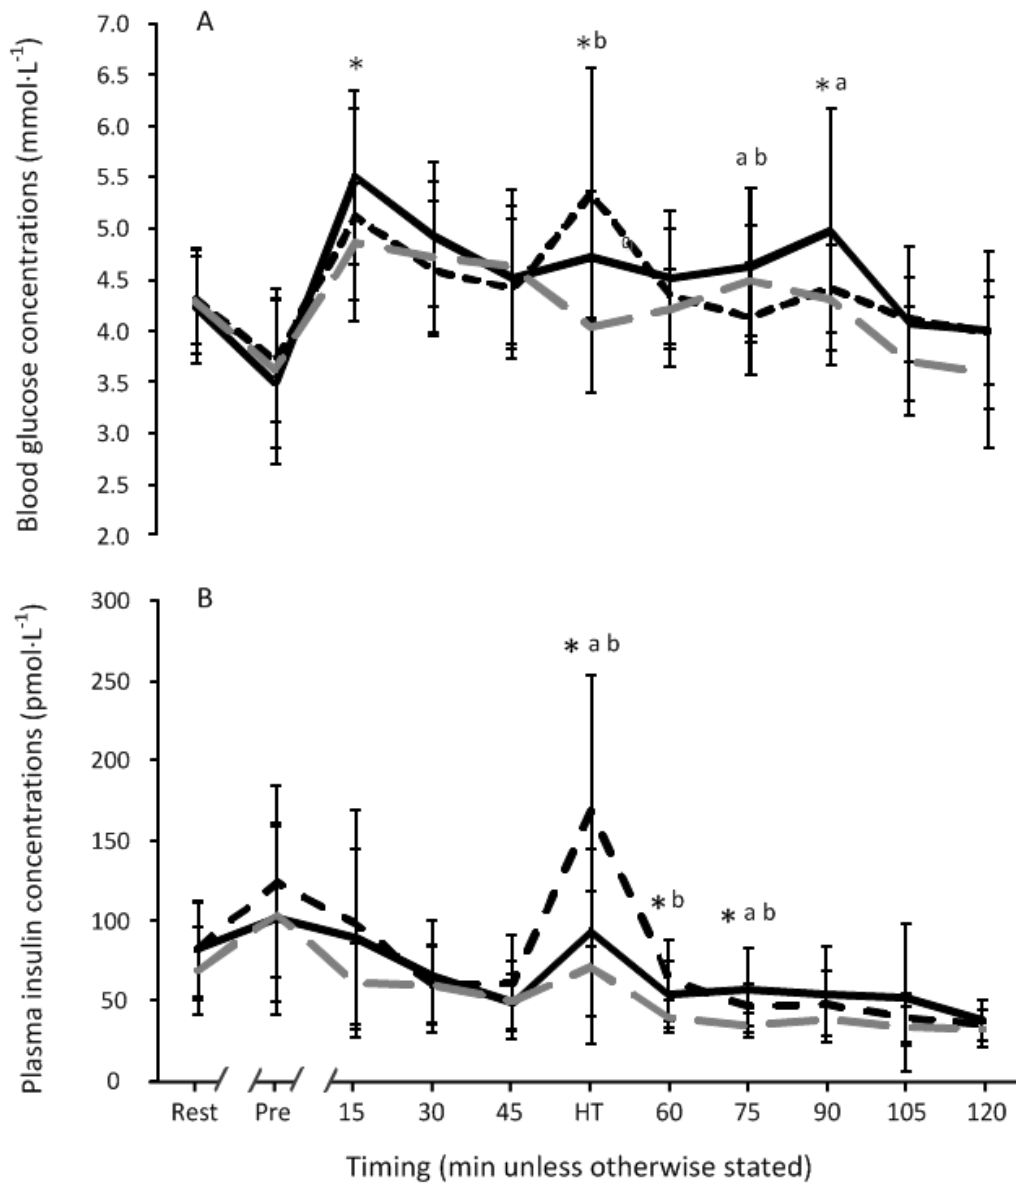 A
Blood glucose concentrations (mmol·L⁻¹)
7.0
6.5
6.0
5.5
5.0
4.5
4.0
3.5
3.0
2.5
2.0
*
*b
a b
* a
B
Plasma insulin concentrations (pmol·L⁻¹)
300
250
200
150
100
50
0
* a b
*b
* a b
Rest Pre 15 30 45 HT 60 75 90 105 120
Timing (min unless otherwise stated)